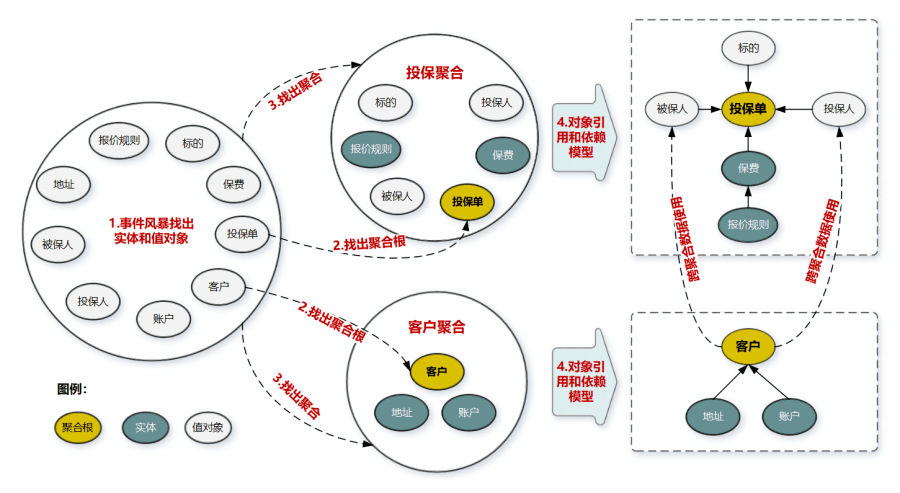 报价规则
标的
地址
保费
1.事件风暴找出
实体和值对象
投保单
被保人
客户
投保人
账户
图例：
聚合根
实体
值对象
3.找出聚合
2.找出聚合根
2.找出聚合根
3.找出聚合
投保聚合
标的
投保人
报价规则
保费
被保人
投保单
客户聚合
客户
地址
账户
4.对象引
用和依赖
模型
4.对象引
用和依赖
模型
标的
被保人
投保单
投保人
保费
报价规则
跨聚合数据使用
跨聚合数据使用
客户
地址
账户